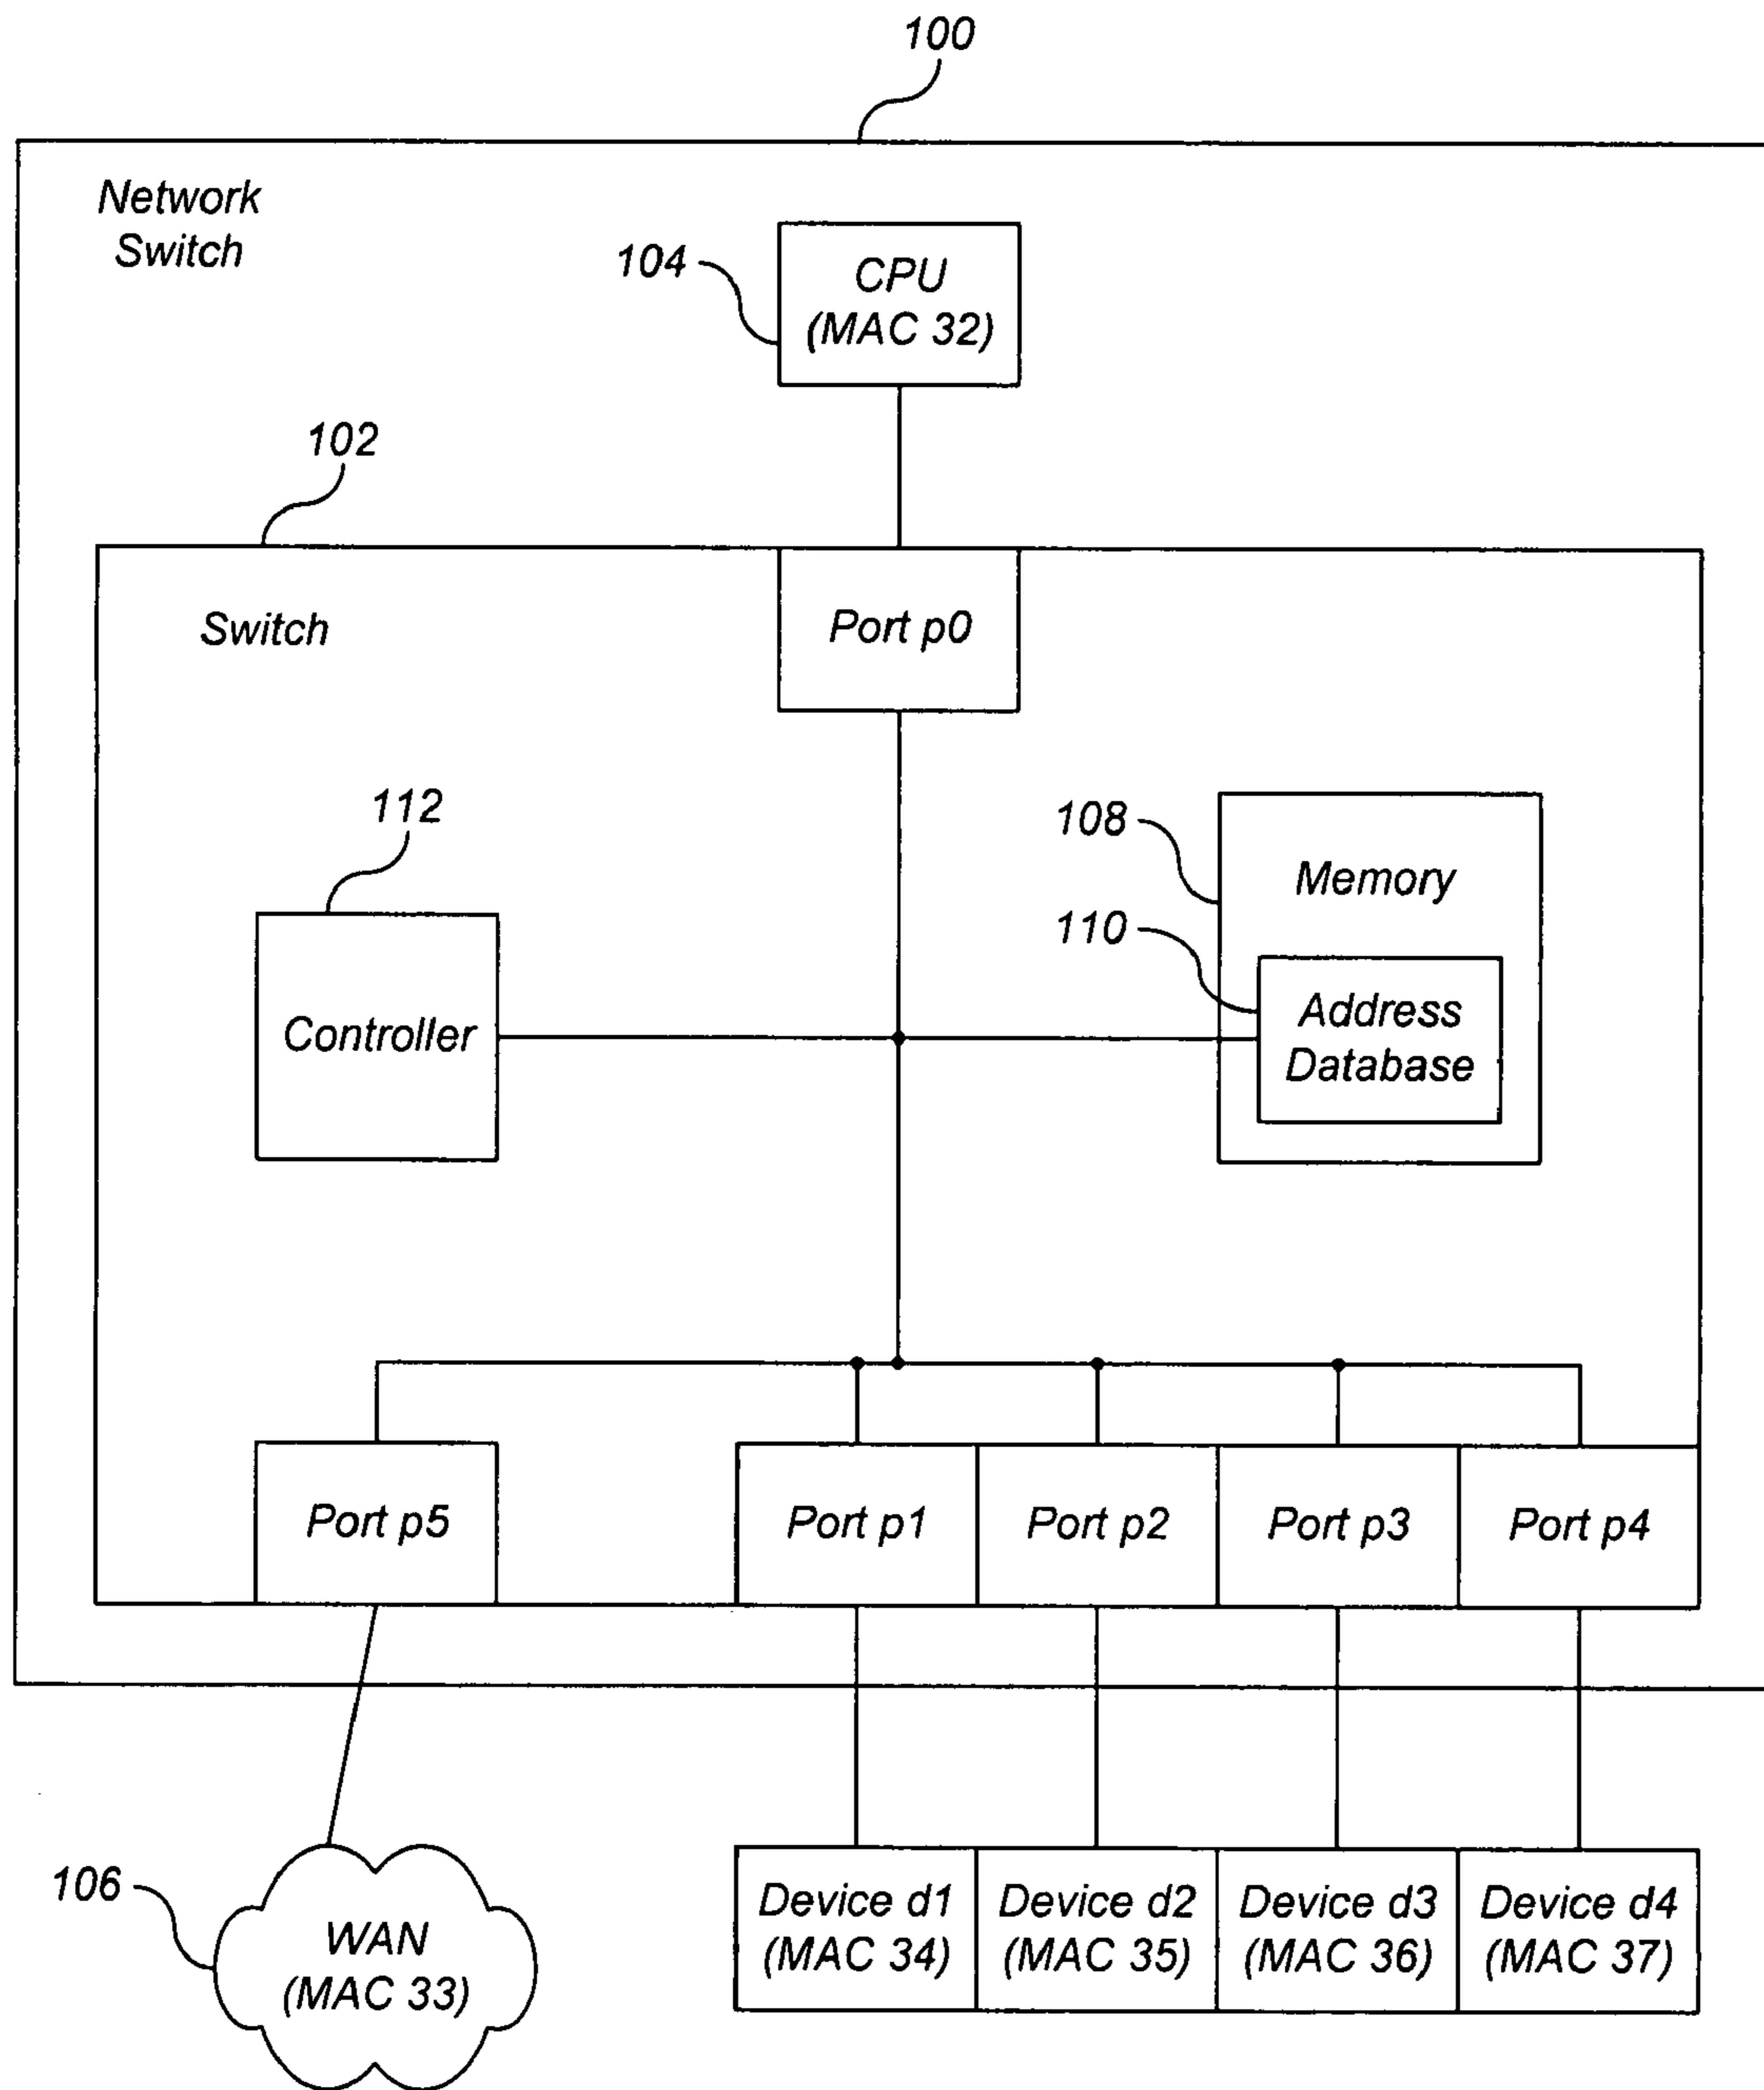 100
Network
Switch
104
CPU
(MAC 32)
102
Switch
Port p0
112
Controller
108
Memory
110
Address
Database
Port p5
Port p1
Port p2
Port p3
Port p4
106
WAN
(MAC 33)
Device d1
(MAC 34)
Device d2
(MAC 35)
Device d3
(MAC 36)
Device d4
(MAC 37)